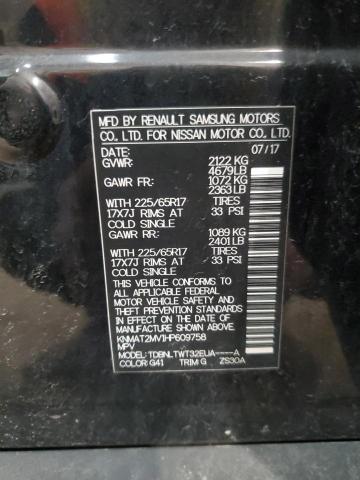 MFD BY RENAULT SAMSUNG MOTORS
CO. LTD. FOR NISSAN MOTOR CO., LTD.
DATE: 07/17
GVWR: 2122 KG
4679LB
GAWR FR: 1072 KG
2363LB
WITH 225/65R17 TIRES
17X7J RIMS AT 33 PSI
COLD SINGLE
GAWR RR: 1089 KG
2401LB
WITH 225/65R17 TIRES
17X7J RIMS AT 33 PSI
COLD SINGLE
THIS VEHICLE CONFORMS TO
ALL APPLICABLE FEDERAL
MOTOR VEHICLE SAFETY AND
THEFT PREVENTION STANDARDS
IN EFFECT ON THE DATE OF
MANUFACTURE SHOWN ABOVE.
KNMAT2MV1HP609758
MPV
MODEL: TDBNLTWT32EUA-----A
COLOR: G41 TRIM: G ZS30A